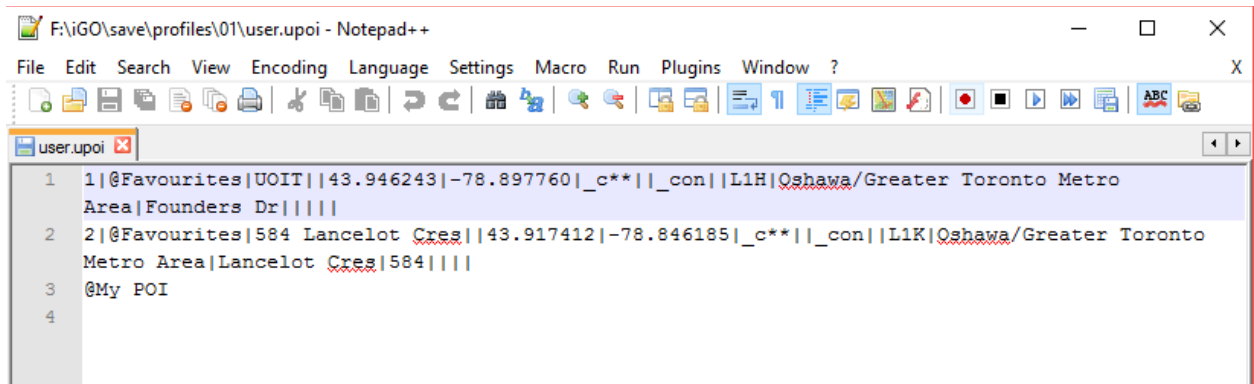 F:\iGO\save\profiles\01\user.upoi - Notepad++
File Edit Search View Encoding Language Settings Macro Run Plugins Window ? X
ABC
user.upoi
1 1|@Favourites|UOIT||43.946243|-78.897760|_c**||_con||L1H|Oshawa/Greater Toronto Metro
Area|Founders Dr|||||
2 2|@Favourites|584 Lancelot Cres||43.917412|-78.846185|_c**||_con||L1K|Oshawa/Greater Toronto
Metro Area|Lancelot Cres|584||||
3 @My POI
4